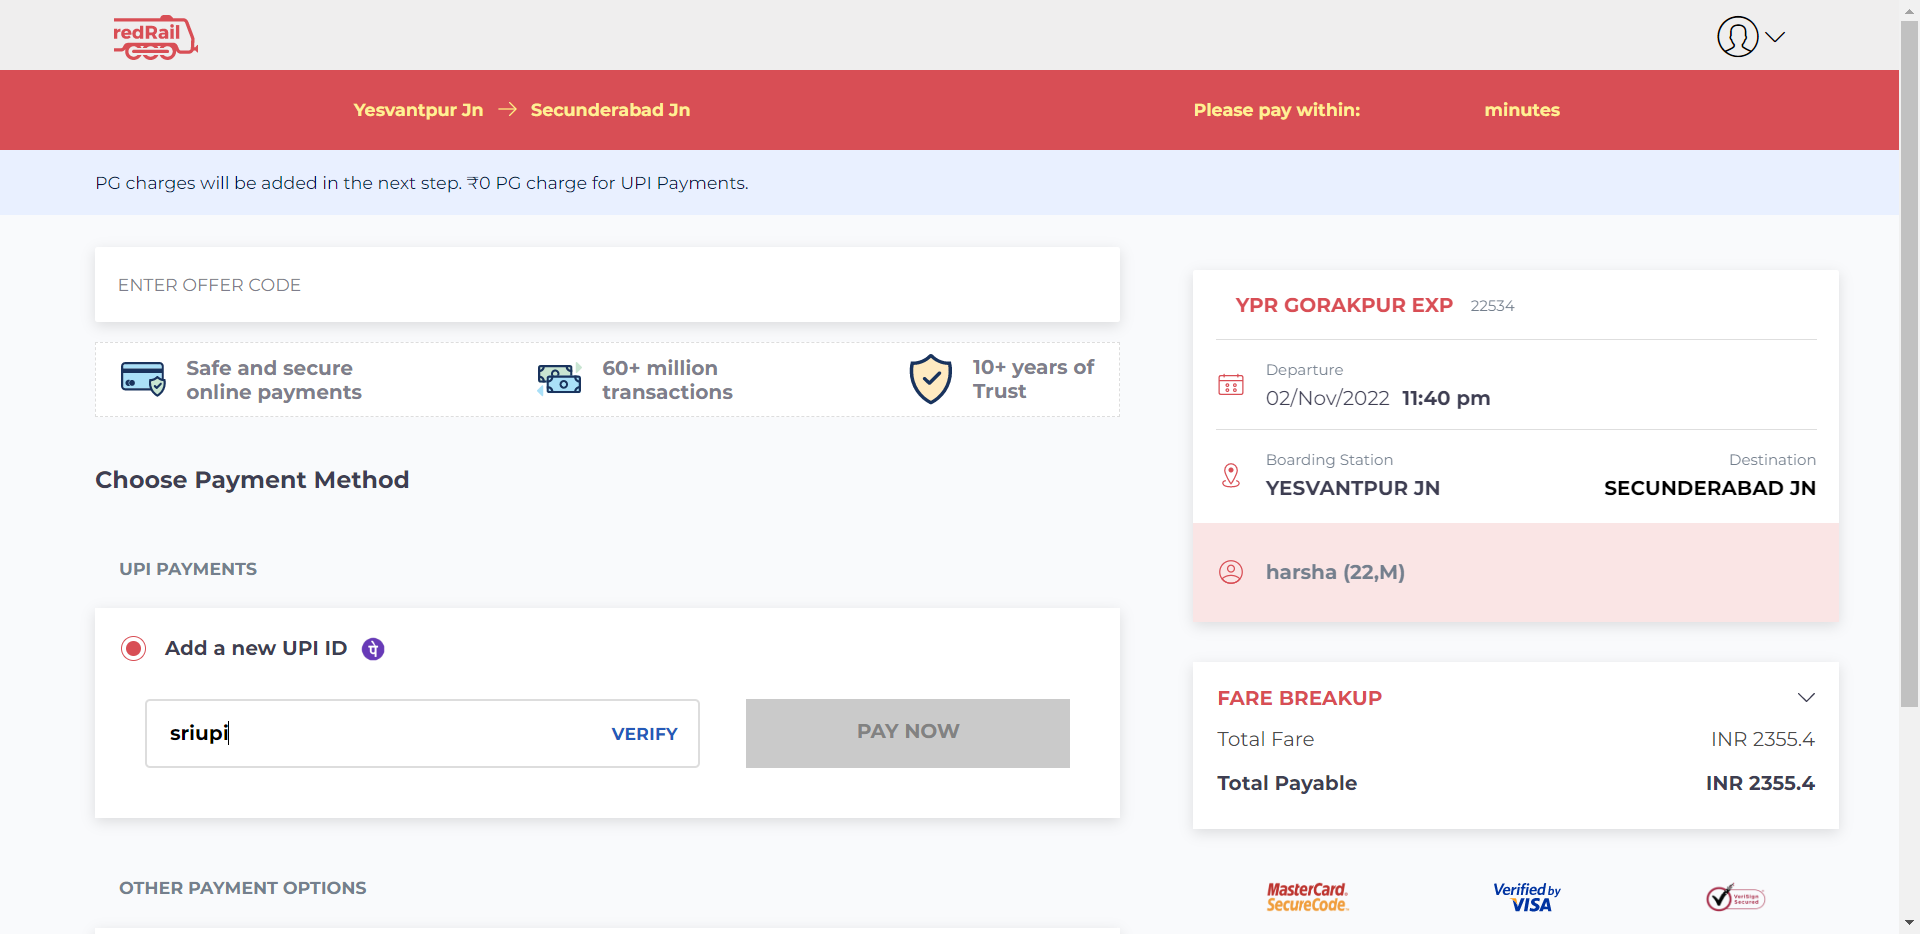 redRail
Yesvantpur Jn → Secunderabad Jn
Please pay within: minutes
PG charges will be added in the next step. ₹0 PG charge for UPI Payments.
ENTER OFFER CODE
Safe and secure
online payments
60+ million
transactions
10+ years of
Trust
Choose Payment Method
UPI PAYMENTS
Add a new UPI ID पे
sriupi VERIFY
PAY NOW
OTHER PAYMENT OPTIONS
YPR GORAKPUR EXP 22534
Departure
02/Nov/2022 11:40 pm
Boarding Station Destination
YESVANTPUR JN SECUNDERABAD JN
harsha (22,M)
FARE BREAKUP
Total Fare INR 2355.4
Total Payable INR 2355.4
MasterCard.
SecureCode.
Verified by
VISA
VeriSign
Secured